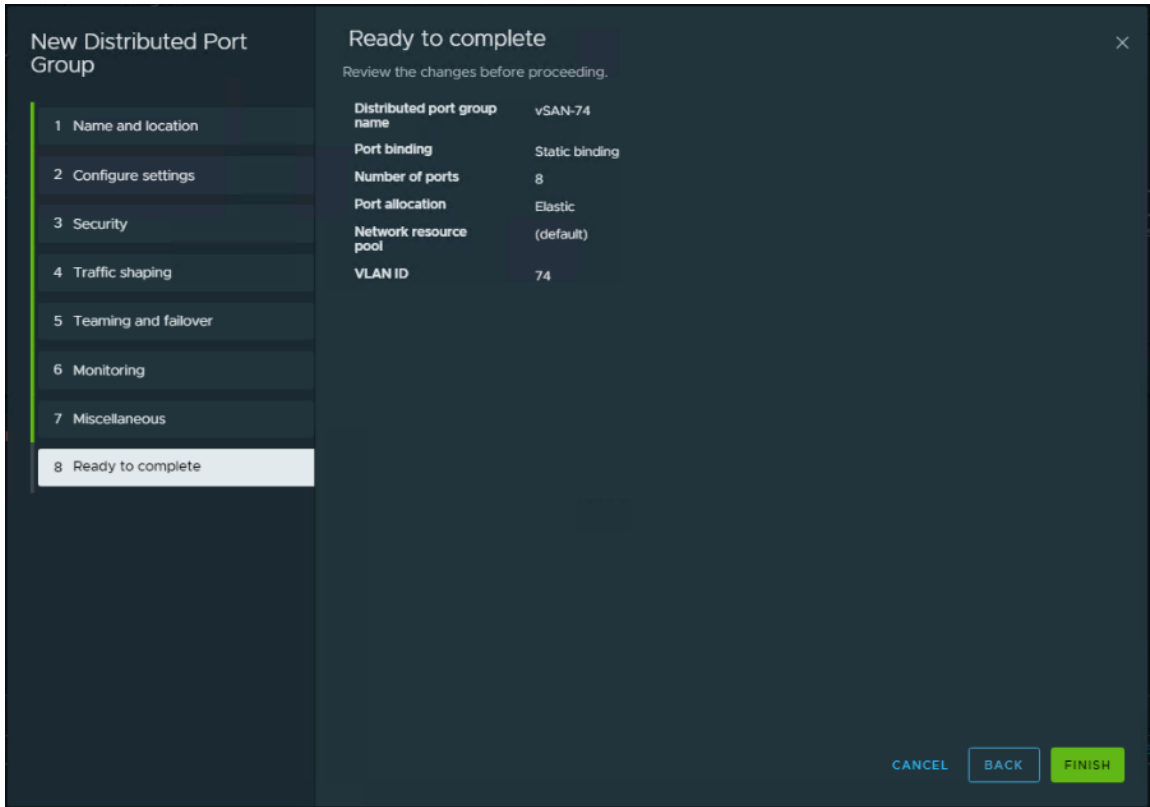 New Distributed Port
Group
1 Name and location
2 Configure settings
3 Security
4 Traffic shaping
5 Teaming and failover
6 Monitoring
7 Miscellaneous
8 Ready to complete
Ready to complete
Review the changes before proceeding.
Distributed port group
name
vSAN-74
Port binding Static binding
Number of ports 8
Port allocation Elastic
Network resource
pool
(default)
VLAN ID 74
CANCEL BACK FINISH